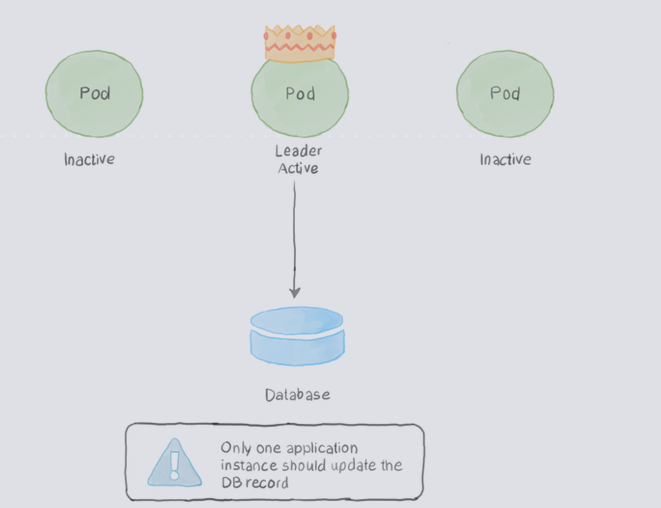 Pod
Pod
Pod
Inactive
Leader
Active
Inactive
Database
Only one application
instance should update the
DB record